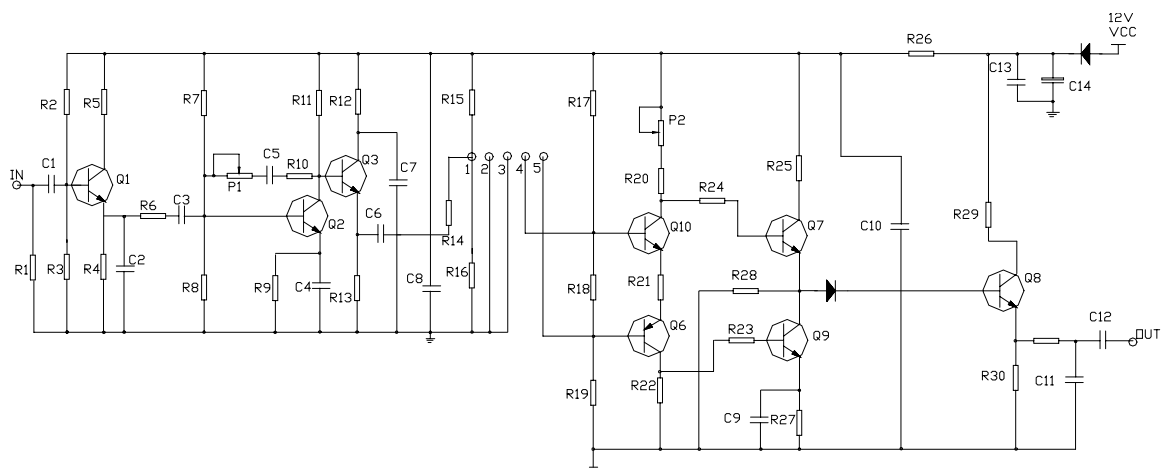 12V
VCC
R26
C13
C14
R2
R5
R7
R11
R12
R15
R17
P2
IN
C1
Q1
C5
R10
P1
Q3
C7
1
2
3
4
5
R25
R20
R24
R6
C3
Q2
C6
R14
Q10
Q7
C10
R29
R1
R3
R4
C2
R8
R9
C4
R13
C8
R16
R18
R21
R28
Q8
Q6
R23
Q9
C12
OUT
R19
R22
C9
R27
R30
C11